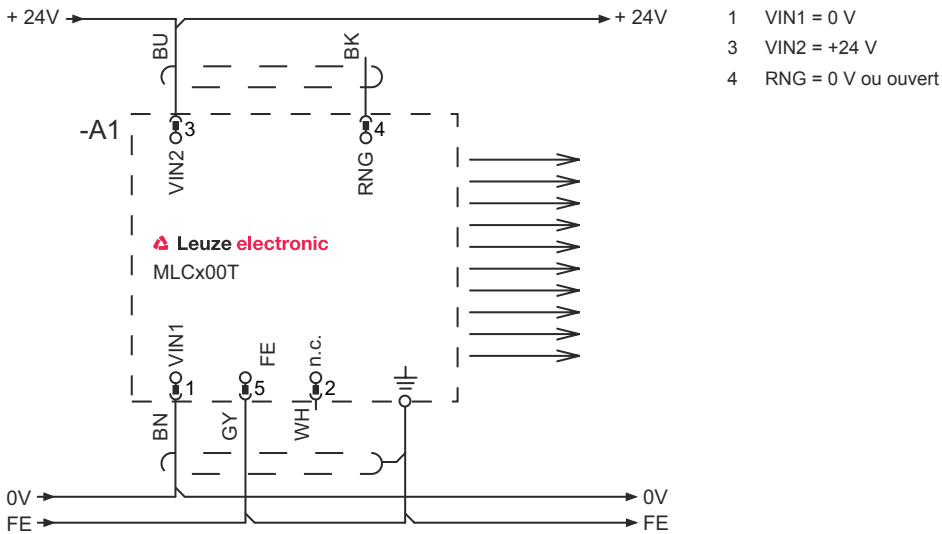 + 24V
+ 24V
1 VIN1 = 0 V
3 VIN2 = +24 V
4 RNG = 0 V ou ouvert
BU
BK
-A1
3
4
VIN2
RNG
Leuze electronic
MLCx00T
VIN1
FE
n.c.
1
5
2
BN
GY
WH
0V
0V
FE
FE